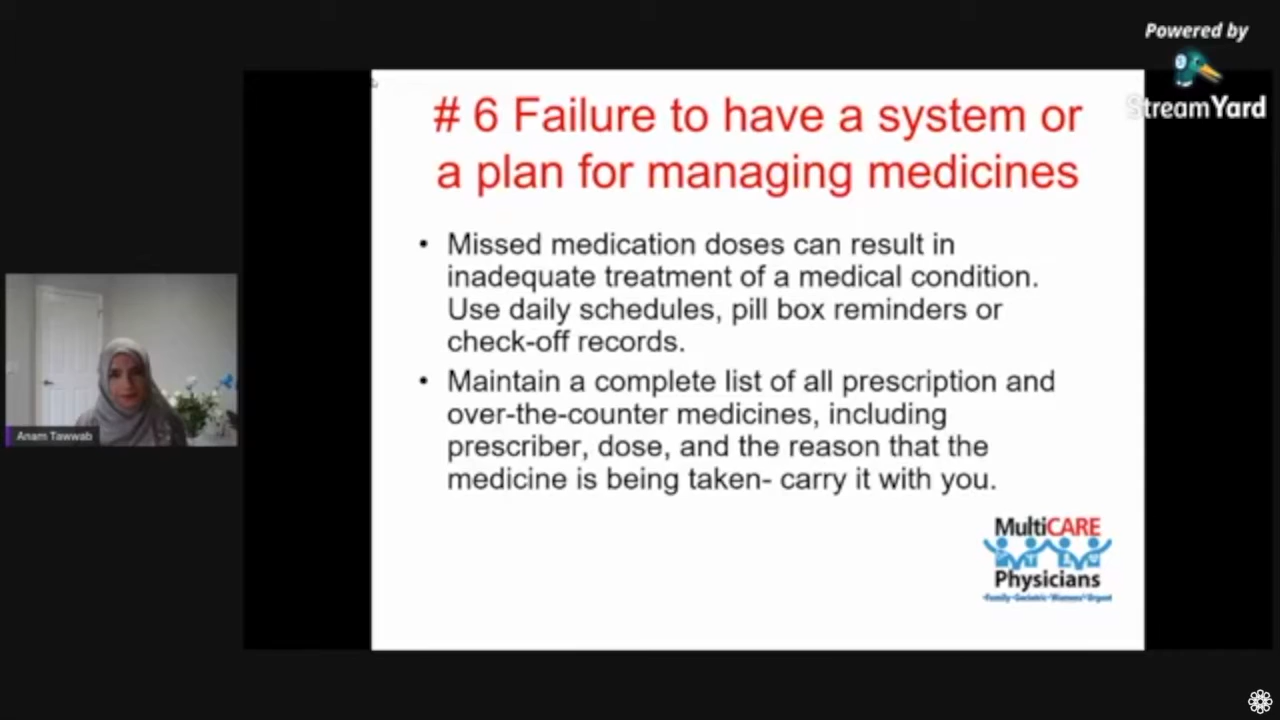 Powered by
StreamYard
# 6 Failure to have a system or
a plan for managing medicines
• Missed medication doses can result in
inadequate treatment of a medical condition.
Use daily schedules, pill box reminders or
check-off records.
• Maintain a complete list of all prescription and
over-the-counter medicines, including
prescriber, dose, and the reason that the
medicine is being taken- carry it with you.
Anam Tawwab
MultiCARE
Physicians
Family Geriatric Womens' Urgent